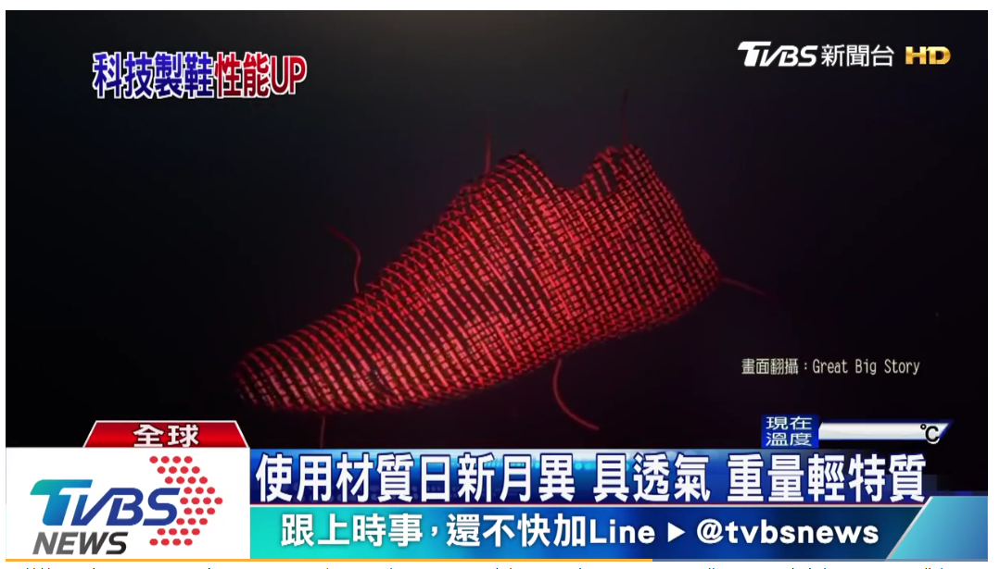 科技製鞋性能UP
TVBS新聞台 HD
畫面翻攝：Great Big Story
現在
溫度
℃
全球
使用材質日新月異 具透氣 重量輕特質
TVBS
NEWS
跟上時事，還不快加Line ▶ @tvbsnews